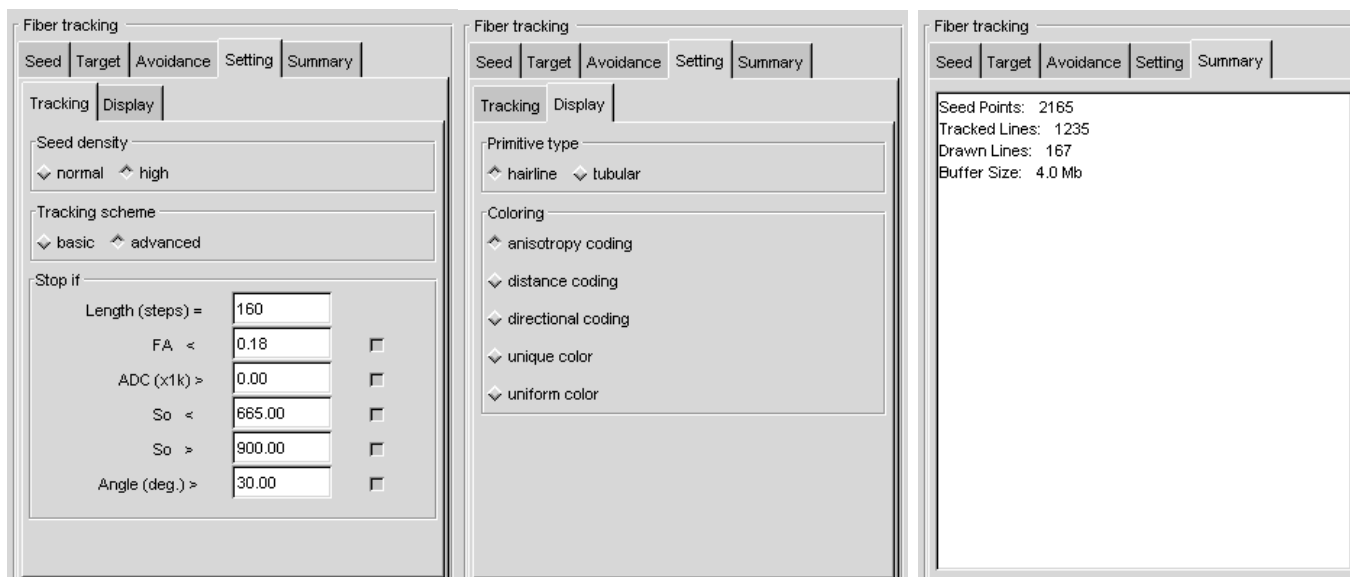 Fiber tracking
Seed Target Avoidance Setting Summary
Tracking Display
Seed density
normal high
Tracking scheme
basic advanced
Stop if
Length (steps) = 160
FA < 0.18
ADC (x1k) > 0.00
So < 665.00
So > 900.00
Angle (deg.) > 30.00
Fiber tracking
Seed Target Avoidance Setting Summary
Tracking Display
Primitive type
hairline tubular
Coloring
anisotropy coding
distance coding
directional coding
unique color
uniform color
Fiber tracking
Seed Target Avoidance Setting Summary
Seed Points: 2165
Tracked Lines: 1235
Drawn Lines: 167
Buffer Size: 4.0 Mb